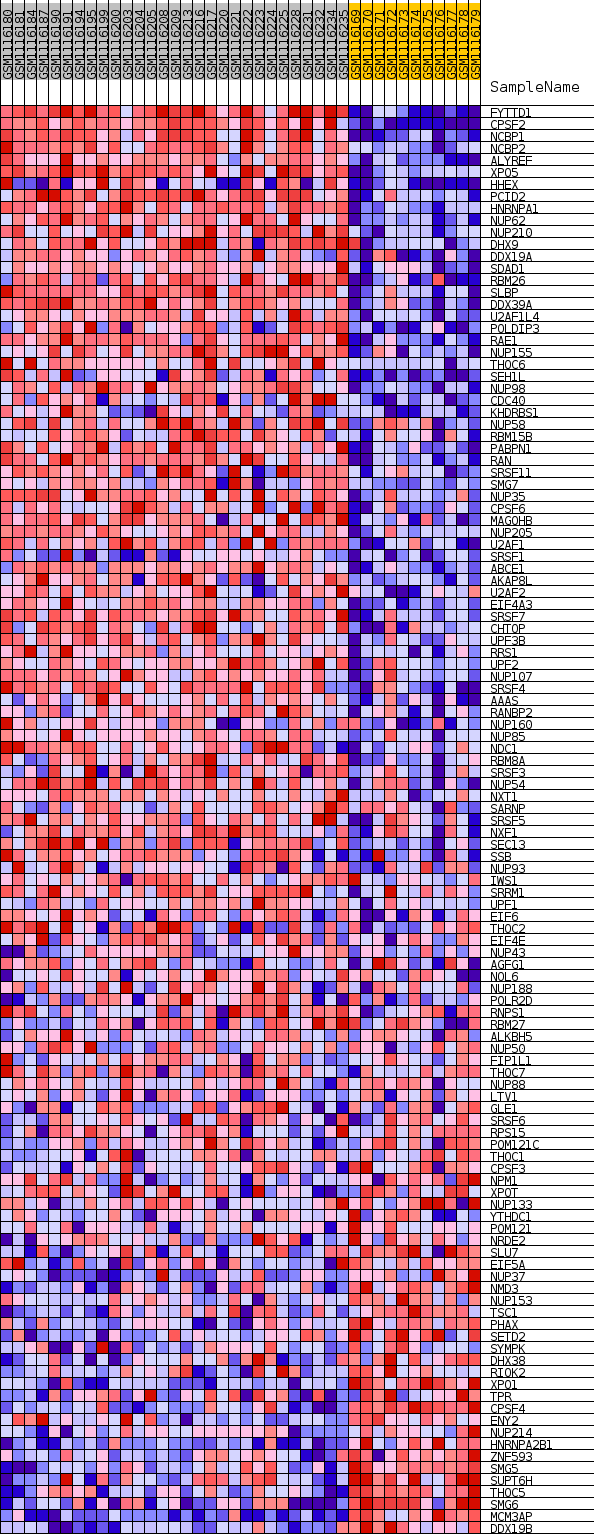 GSM1116180
GSM1116181
GSM1116184
GSM1116190
GSM1116191
GSM1116194
GSM1116195
GSM1116199
GSM1116200
GSM1116203
GSM1116204
GSM1116205
GSM1116208
GSM1116209
GSM1116213
GSM1116216
GSM1116217
GSM1116220
GSM1116221
GSM1116222
GSM1116223
GSM1116224
GSM1116225
GSM1116228
GSM1116231
GSM1116232
GSM1116234
GSM1116235
GSM1116169
GSM1116170
GSM1116171
GSM1116172
GSM1116173
GSM1116174
GSM1116175
GSM1116176
GSM1116177
GSM1116178
GSM1116179
SampleName
FYTTD1
CPSF2
NCBP1
NCBP2
ALYREF
XPO5
HHEX
PCID2
HNRNPA1
NUP62
NUP210
DHX9
DDX19A
SDAD1
RBM26
SLBP
DDX39A
U2AF1L4
POLDIP3
RAE1
NUP155
THOC6
SEH1L
NUP98
CDC40
KHDRBS1
NUP58
RBM15B
PABPN1
RAN
SRSF11
SMG7
NUP35
CPSF6
MAGOHB
NUP205
U2AF1
SRSF1
ABCE1
AKAP8L
U2AF2
EIF4A3
SRSF7
CHTOP
UPF3B
RRS1
UPF2
NUP107
SRSF4
AAAS
RANBP2
NUP160
NUP85
NDC1
RBM8A
SRSF3
NUP54
NXT1
SARNP
SRSF5
NXF1
SEC13
SSB
NUP93
IWS1
SRRM1
UPF1
EIF6
THOC2
EIF4E
NUP43
AGFG1
NOL6
NUP188
POLR2D
RNPS1
RBM27
ALKBH5
NUP50
FIP1L1
THOC7
NUP88
LTV1
GLE1
SRSF6
RPS15
POM121C
THOC1
CPSF3
NPM1
XPOT
NUP133
YTHDC1
POM121
NRDE2
SLU7
EIF5A
NUP37
NMD3
NUP153
TSC1
PHAX
SETD2
SYMPK
DHX38
RIOK2
XPO1
TPR
CPSF4
ENY2
NUP214
HNRNPA2B1
ZNF593
SMG5
SUPT6H
THOC5
SMG6
MCM3AP
DDX19B